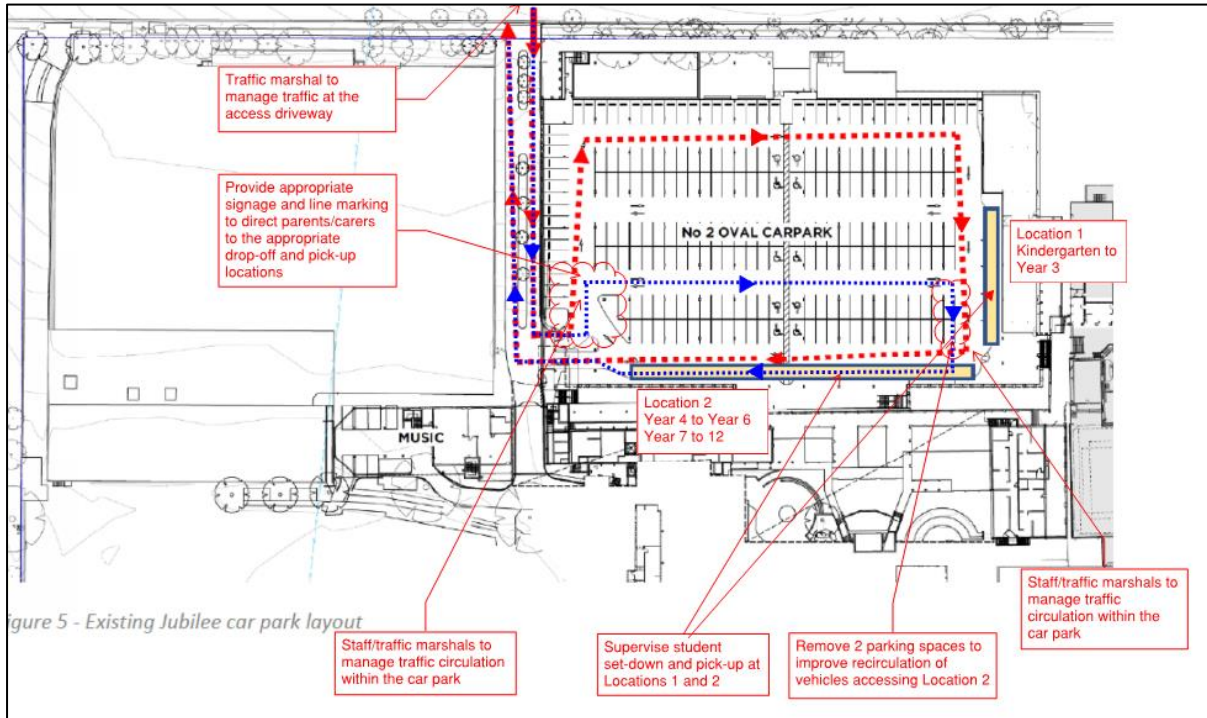 Traffic marshal to
manage traffic at the
access driveway
Provide appropriate
signage and line marking
to direct parents/carers
to the appropriate
drop-off and pick-up
locations
No 2 OVAL CARPARK
Location 1
Kindergarten to
Year 3
Location 2
Year 4 to Year 6
Year 7 to 12
MUSIC
igure 5 - Existing Jubilee car park layout
Staff/traffic marshals to
manage traffic circulation
within the car park
Supervise student
set-down and pick-up at
Locations 1 and 2
Remove 2 parking spaces to
improve recirculation of
vehicles accessing Location 2
Staff/traffic marshals to
manage traffic
circulation within the
car park